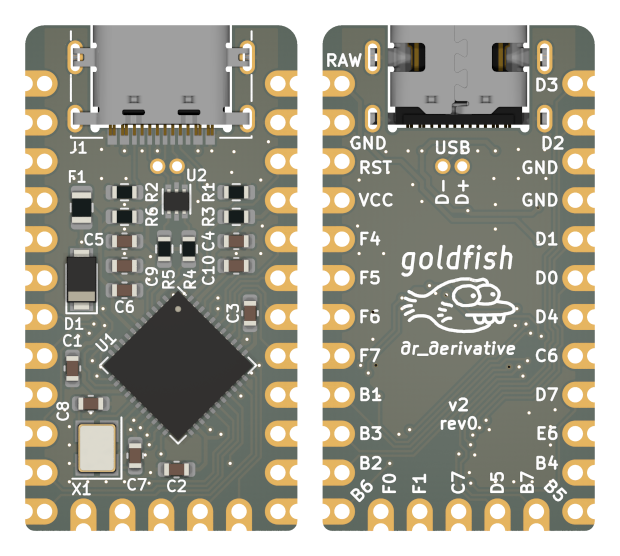 J1
F1
R2
U2
R1
R6
R3
C5
C9
R5
R4
C10
C4
C6
D1
C3
C1
U1
C8
X1
C7
C2
RAW
D3
GND
USB
D2
RST
GND
VCC
D-
D+
GND
F4
D1
F5
goldfish
D0
F6
D4
F7
ar_aerivative
C6
B1
v2
D7
B3
rev0.
E6
B2
B4
B6
F0
F1
C7
D5
B7
B5